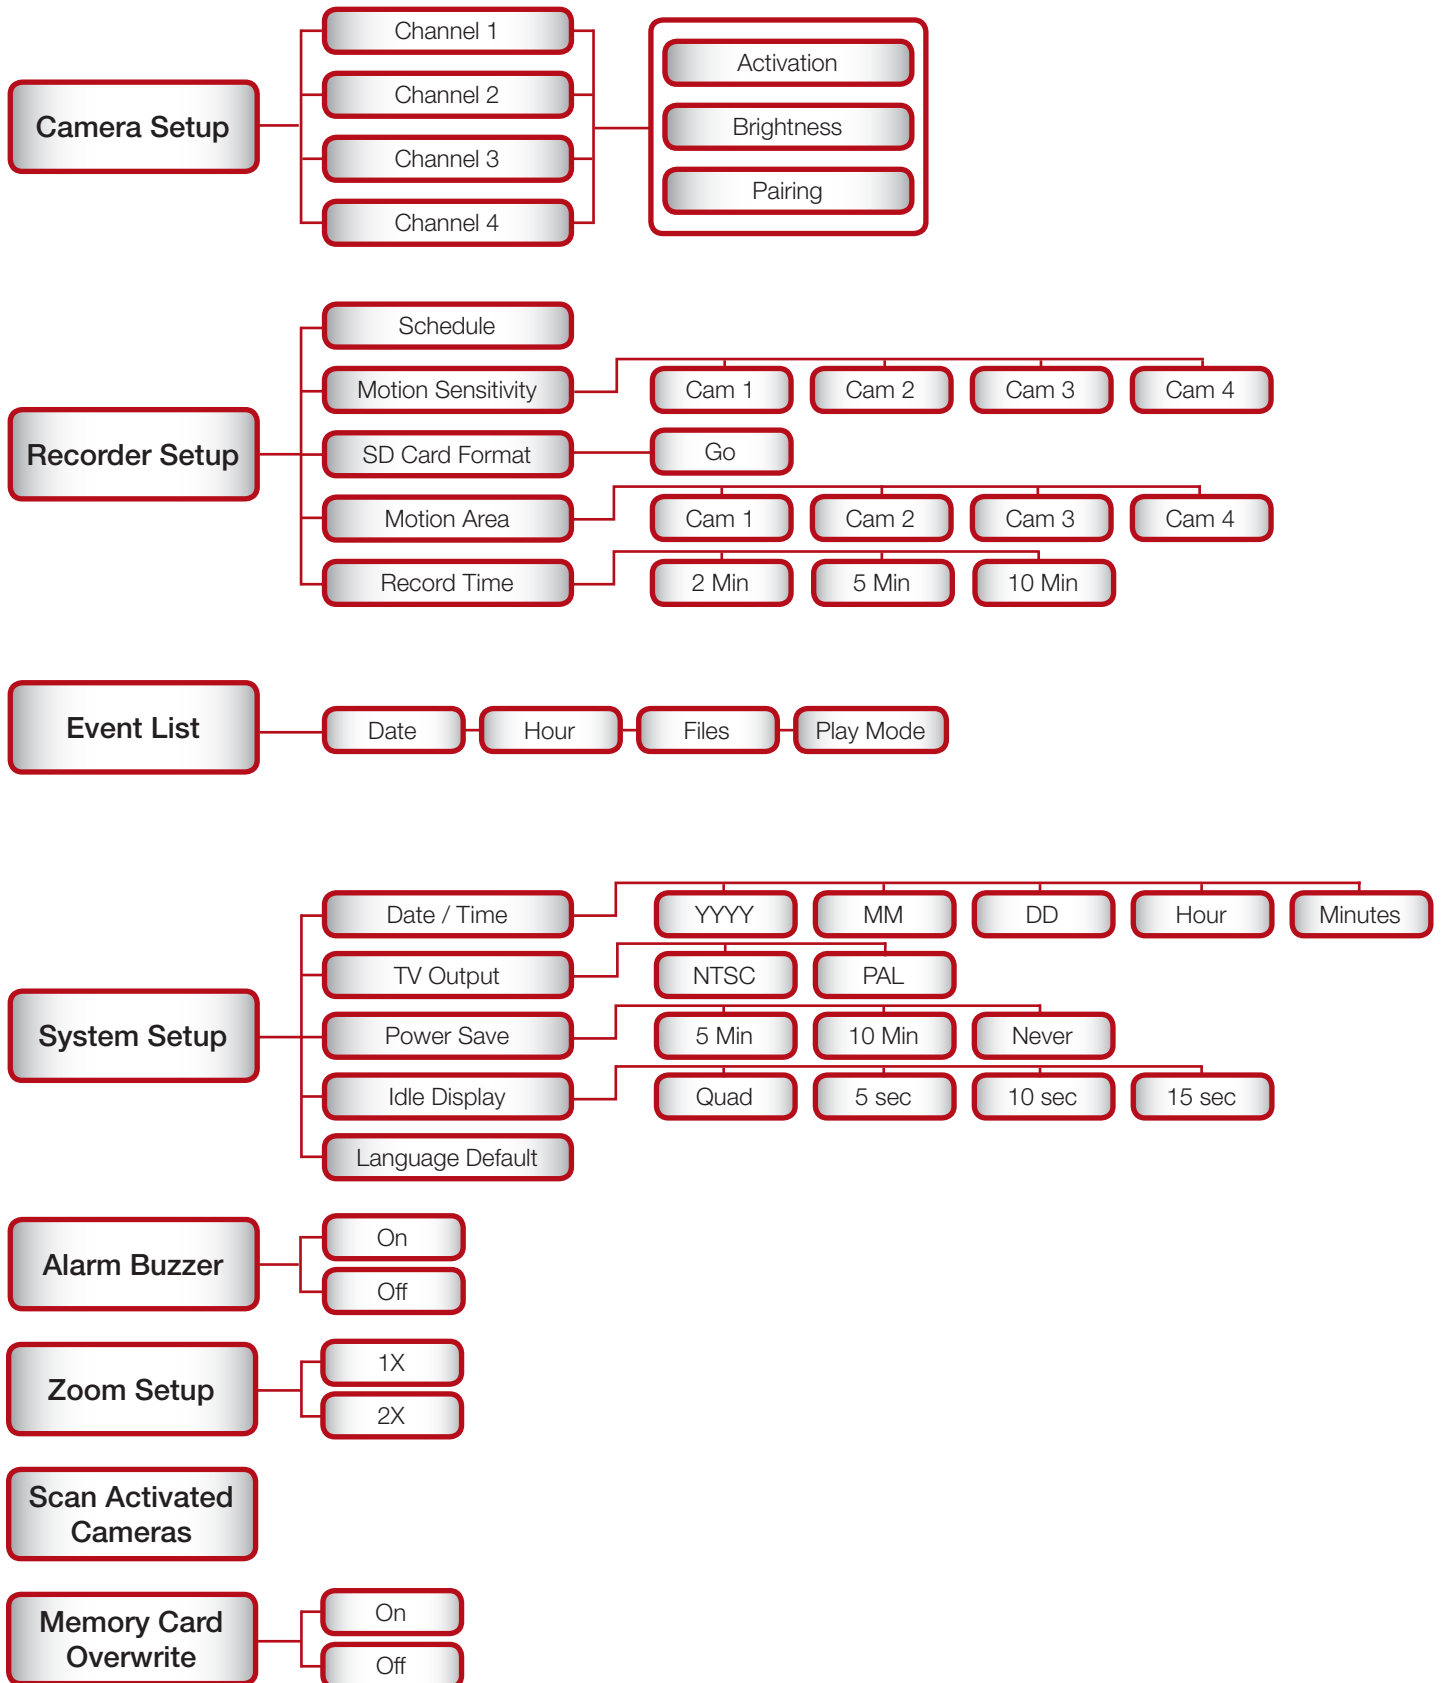 Camera Setup
Channel 1
Channel 2
Channel 3
Channel 4
Activation
Brightness
Pairing
Recorder Setup
Schedule
Motion Sensitivity
Cam 1
Cam 2
Cam 3
Cam 4
SD Card Format
Go
Motion Area
Cam 1
Cam 2
Cam 3
Cam 4
Record Time
2 Min
5 Min
10 Min
Event List
Date
Hour
Files
Play Mode
System Setup
Date / Time
YYYY
MM
DD
Hour
Minutes
TV Output
NTSC
PAL
Power Save
5 Min
10 Min
Never
Idle Display
Quad
5 sec
10 sec
15 sec
Language Default
Alarm Buzzer
On
Off
Zoom Setup
1X
2X
Scan Activated
Cameras
Memory Card
Overwrite
On
Off